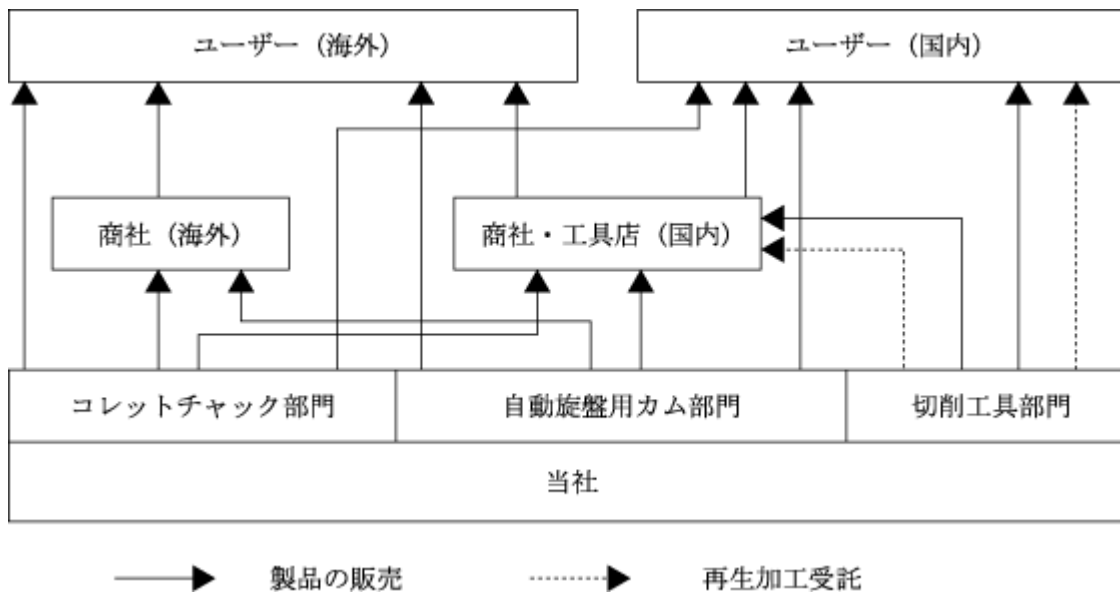 ユーザー（海外）
ユーザー（国内）
商社（海外）
商社・工具店（国内）
コレットチャック部門
自動旋盤用カム部門
切削工具部門
当社
製品の販売
再生加工受託